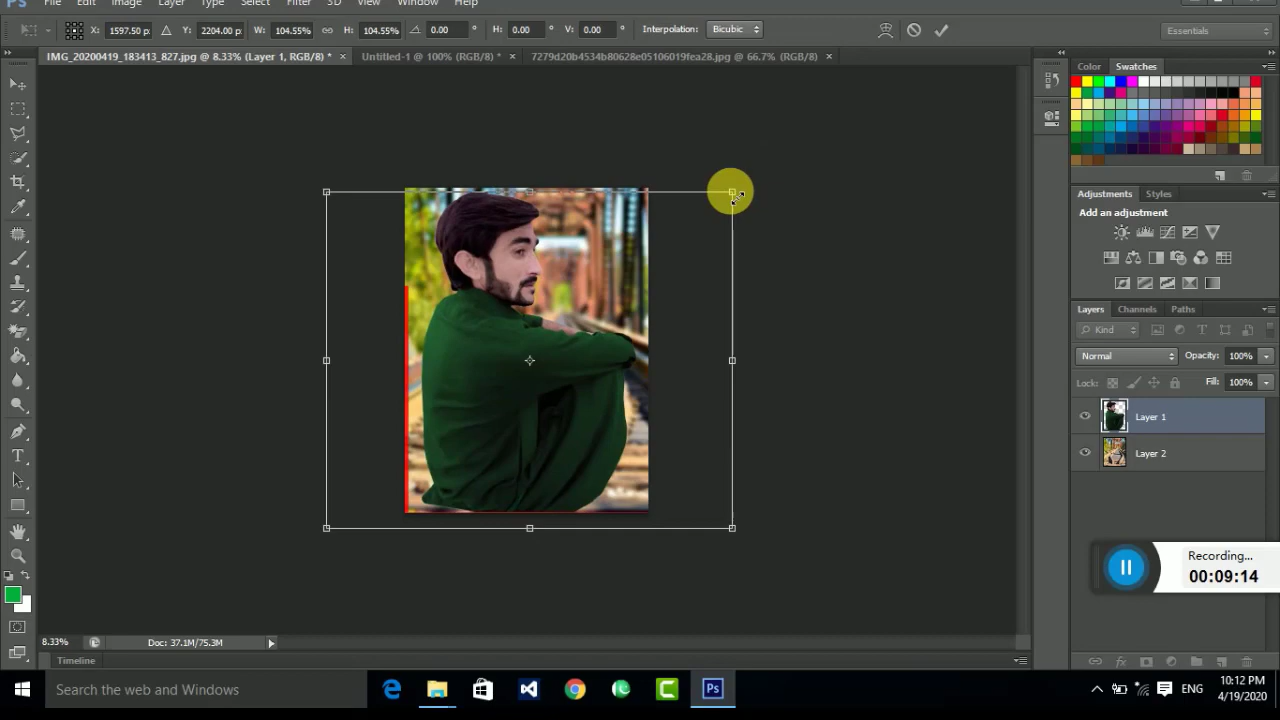 Ps File Edit Image Layer Type Select Filter 3D View Window Help
X: 1597.50 p: Y: 2204.00 p: W: 104.55% H: 104.55% 0.00 ° H: 0.00 ° V: 0.00 ° Interpolation: Bicubic Essentials
IMG_20200419_183413_827.jpg @ 8.33% (Layer 1, RGB/8) * × Untitled-1 @ 100% (RGB/8) * × 7279d20b4534b80628e05106019fea28.jpg @ 66.7% (RGB/8) ×
Color Swatches
Adjustments Styles
Add an adjustment
Layers Channels Paths
Kind
Normal Opacity: 100%
Lock: Fill: 100%
Layer 1
Layer 2
Recording...
00:09:14
8.33% Doc: 37.1M/75.3M
Timeline
Search the web and Windows
Ps
ENG
10:12 PM
4/19/2020